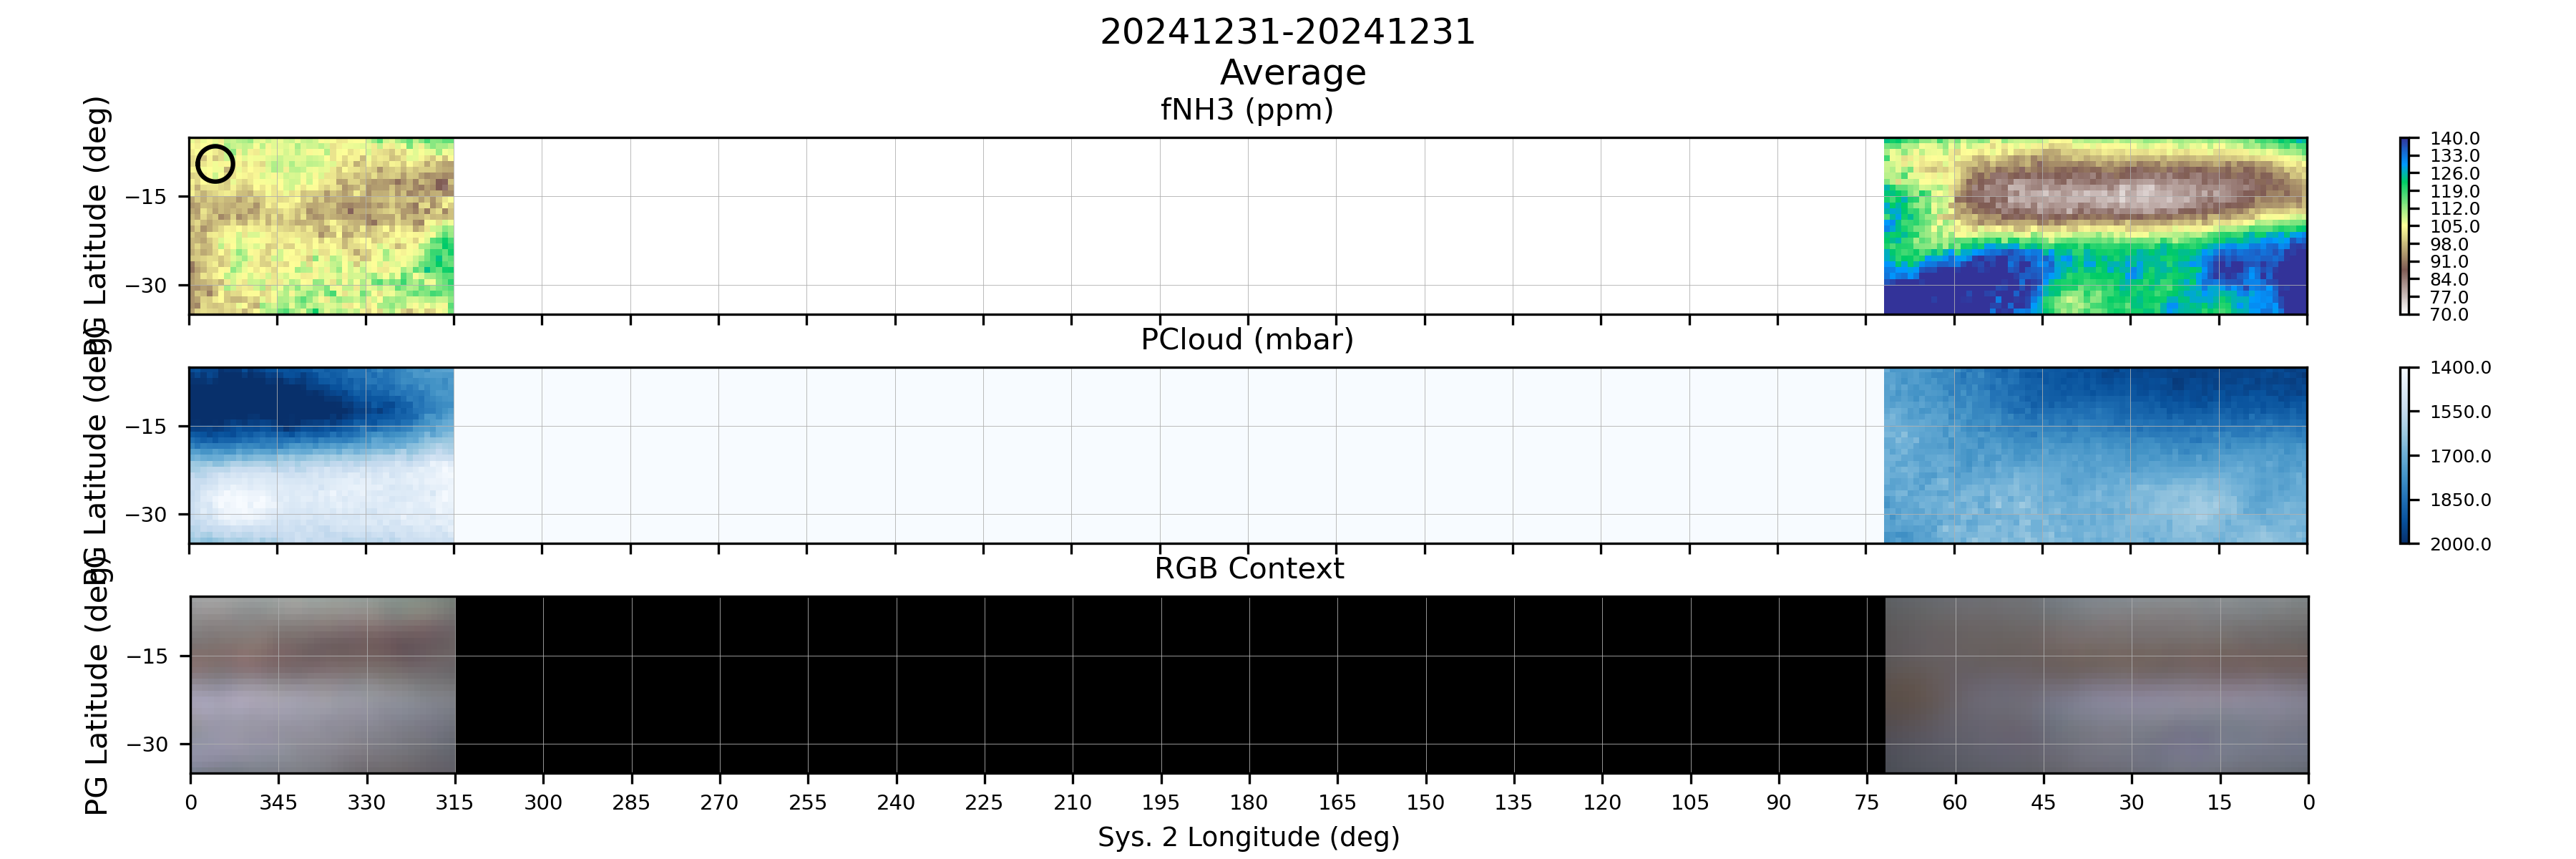 20241231-20241231
Average
fNH3 (ppm)
PG Latitude (deg)
−15
−30
140.0
133.0
126.0
119.0
112.0
105.0
98.0
91.0
84.0
77.0
70.0
PCloud (mbar)
PG Latitude (deg)
−15
−30
1400.0
1550.0
1700.0
1850.0
2000.0
RGB Context
PG Latitude (deg)
−15
−30
0 345 330 315 300 285 270 255 240 225 210 195 180 165 150 135 120 105 90 75 60 45 30 15 0
Sys. 2 Longitude (deg)